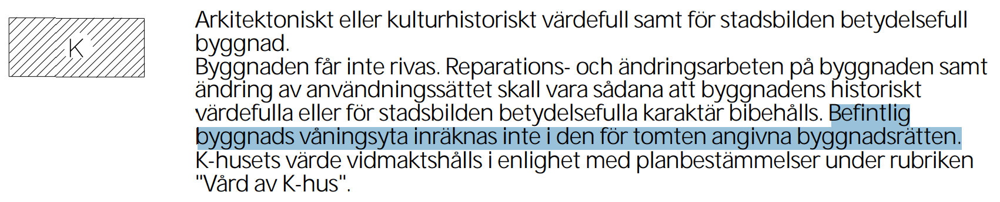 K
Arkitektoniskt eller kulturhistoriskt värdefull samt för stadsbilden betydelsefull
byggnad.
Byggnaden får inte rivas. Reparations- och ändringsarbeten på byggnaden samt
ändring av användningssättet skall vara sådana att byggnadens historiskt
värdefulla eller för stadsbilden betydelsefulla karaktär bibehålls. Befintlig
byggnads våningsyta inräknas inte i den för tomten angivna byggnadsrätten.
K-husets värde vidmaktshålls i enlighet med planbestämmelser under rubriken
"Vård av K-hus".